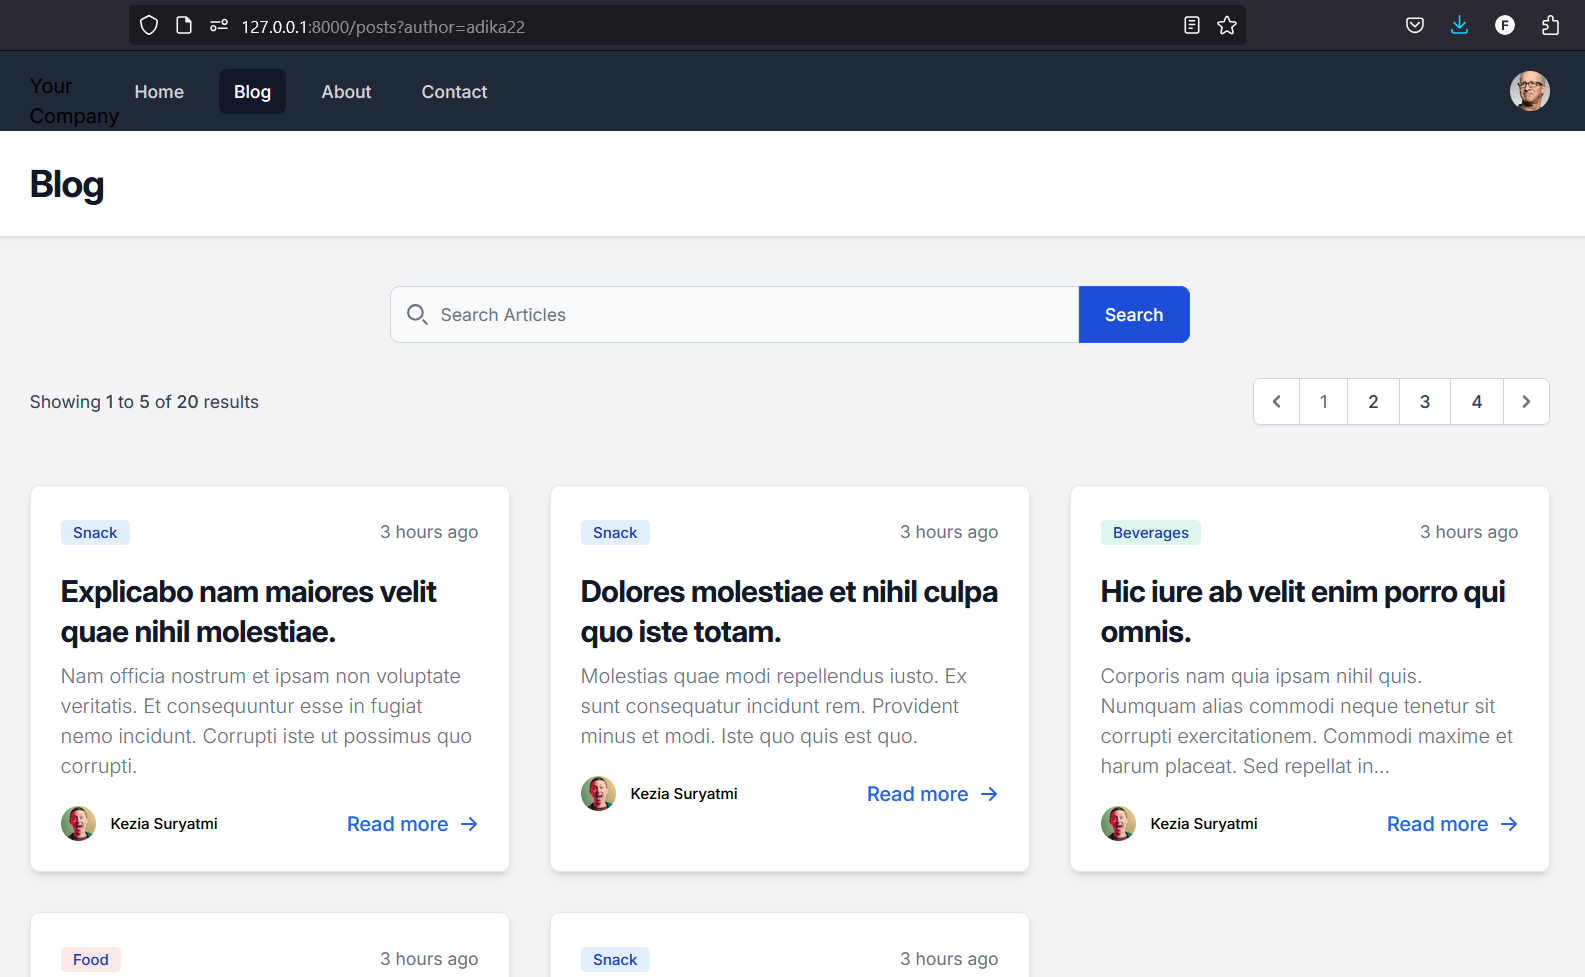 127.0.0.1:8000/posts?author=adika22
F
Your
Company
Home
Blog
About
Contact
Blog
Search Articles
Search
Showing 1 to 5 of 20 results
1
2
3
4
Snack
3 hours ago
Explicabo nam maiores velit
quae nihil molestiae.
Nam officia nostrum et ipsam non voluptate
veritatis. Et consequuntur esse in fugiat
nemo incidunt. Corrupti iste ut possimus quo
corrupti.
Kezia Suryatmi
Read more
Snack
3 hours ago
Dolores molestiae et nihil culpa
quo iste totam.
Molestias quae modi repellendus iusto. Ex
sunt consequatur incidunt rem. Provident
minus et modi. Iste quo quis est quo.
Kezia Suryatmi
Read more
Beverages
3 hours ago
Hic iure ab velit enim porro qui
omnis.
Corporis nam quia ipsam nihil quis.
Numquam alias commodi neque tenetur sit
corrupti exercitationem. Commodi maxime et
harum placeat. Sed repellat in...
Kezia Suryatmi
Read more
Food
3 hours ago
Snack
3 hours ago